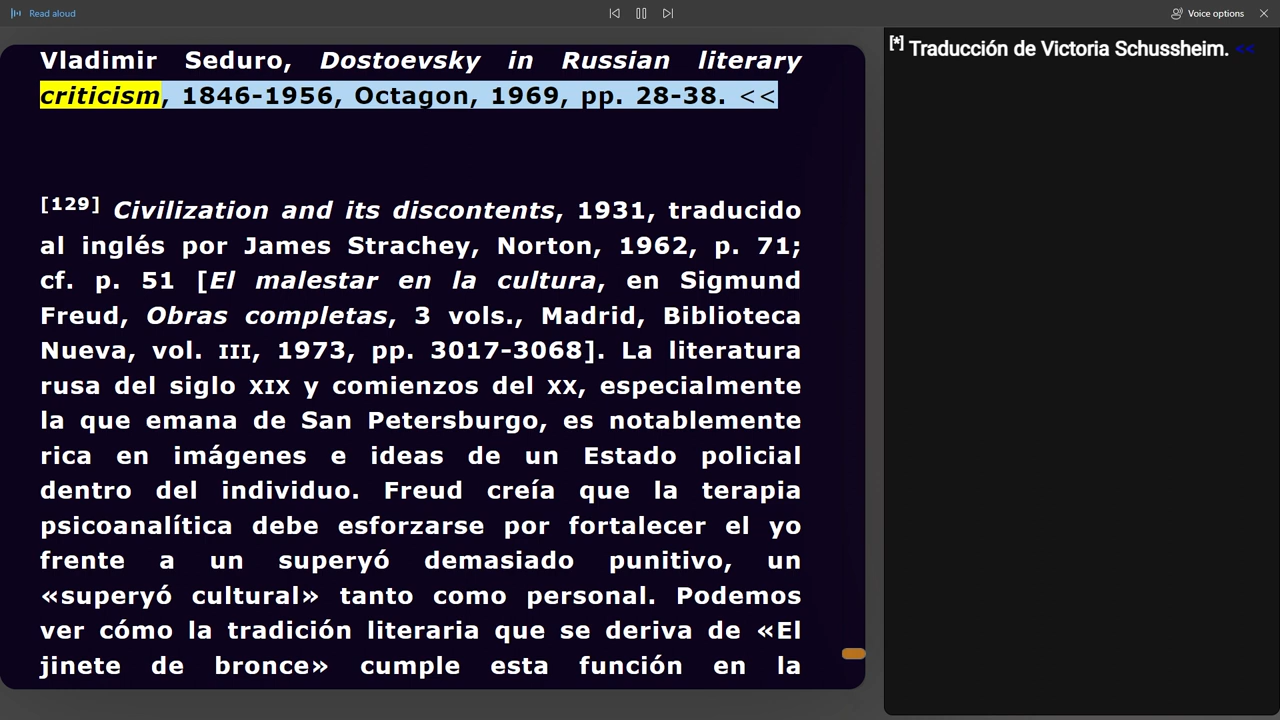 Read aloud
Voice options
Vladimir Seduro, Dostoevsky in Russian literary
criticism, 1846-1956, Octagon, 1969, pp. 28-38. <<
[129] Civilization and its discontents, 1931, traducido
al inglés por James Strachey, Norton, 1962, p. 71;
cf. p. 51 [El malestar en la cultura, en Sigmund
Freud, Obras completas, 3 vols., Madrid, Biblioteca
Nueva, vol. III, 1973, pp. 3017-3068]. La literatura
rusa del siglo XIX y comienzos del XX, especialmente
la que emana de San Petersburgo, es notablemente
rica en imágenes e ideas de un Estado policial
dentro del individuo. Freud creía que la terapia
psicoanalítica debe esforzarse por fortalecer el yo
frente a un superyó demasiado punitivo, un
«superyó cultural» tanto como personal. Podemos
ver cómo la tradición literaria que se deriva de «El
jinete de bronce» cumple esta función en la
[*] Traducción de Victoria Schussheim. <<